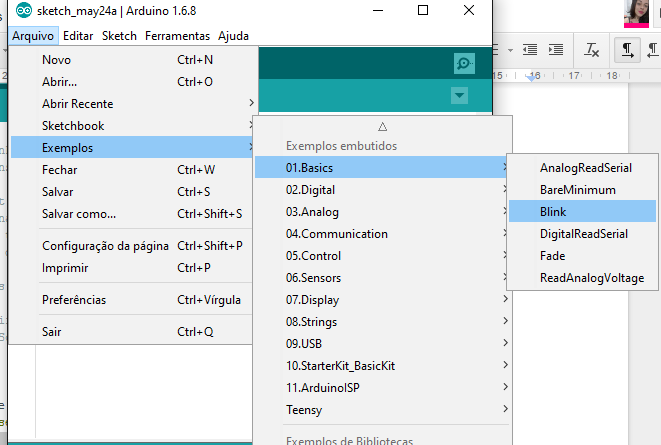 sketch_may24a | Arduino 1.6.8
Arquivo Editar Sketch Ferramentas Ajuda
Novo Ctrl+N
Abrir... Ctrl+O
Abrir Recente
Sketchbook
Exemplos
Fechar Ctrl+W
Salvar Ctrl+S
Salvar como... Ctrl+Shift+S
Configuração da página Ctrl+Shift+P
Imprimir Ctrl+P
Preferências Ctrl+Vírgula
Sair Ctrl+Q
Exemplos embutidos
01.Basics
02.Digital
03.Analog
04.Communication
05.Control
06.Sensors
07.Display
08.Strings
09.USB
10.StarterKit_BasicKit
11.ArduinoISP
Teensy
Exemplos de Bibliotecas
AnalogReadSerial
BareMinimum
Blink
DigitalReadSerial
Fade
ReadAnalogVoltage
15 16 17 18